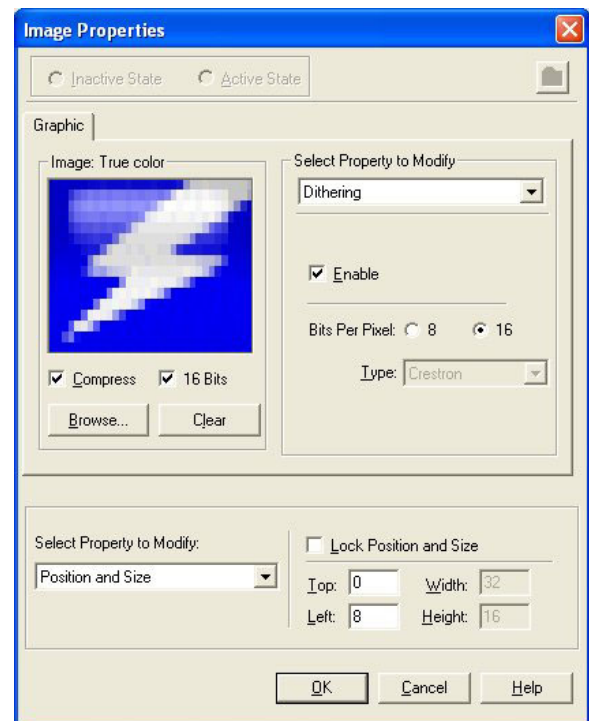 Image Properties
Inactive State Active State
Graphic
Image: True color
Select Property to Modify
Dithering
Enable
Bits Per Pixel: 8 16
Type: Crestron
Compress 16 Bits
Browse... Clear
Select Property to Modify:
Position and Size
Lock Position and Size
Top: 0 Width: 32
Left: 8 Height: 16
OK Cancel Help